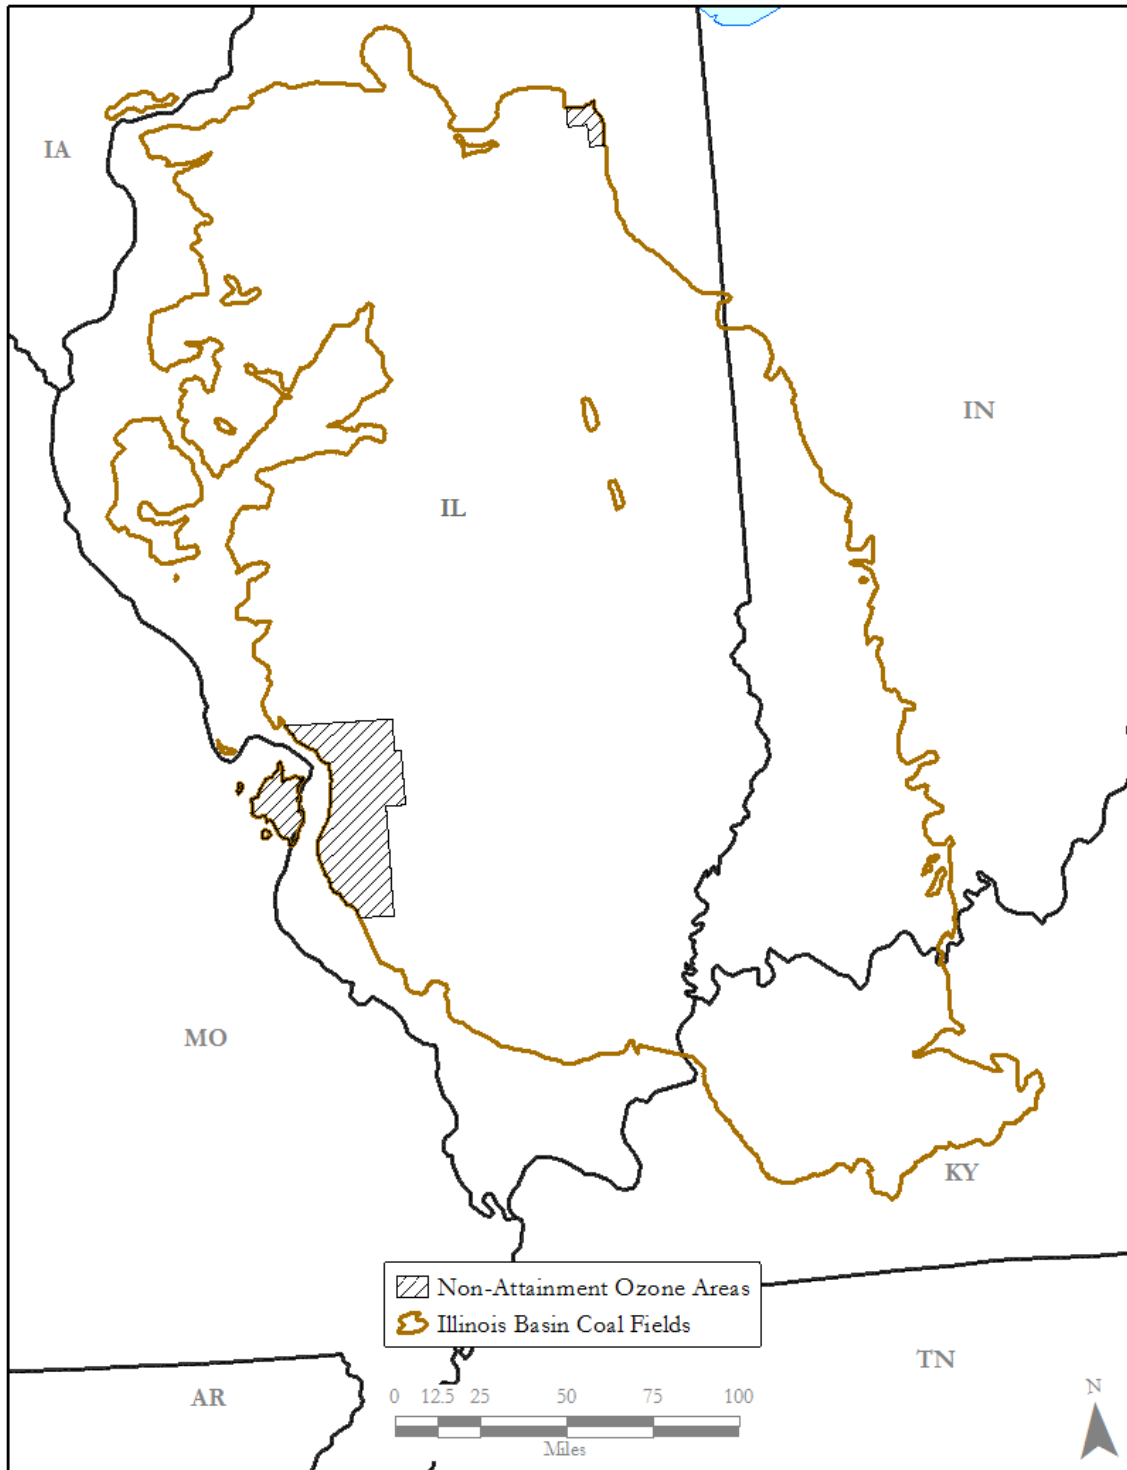 IA
IN
IL
MO
KY
Non-Attainment Ozone Areas
Illinois Basin Coal Fields
TN
AR
0 12.5 25 50 75 100
Miles
N